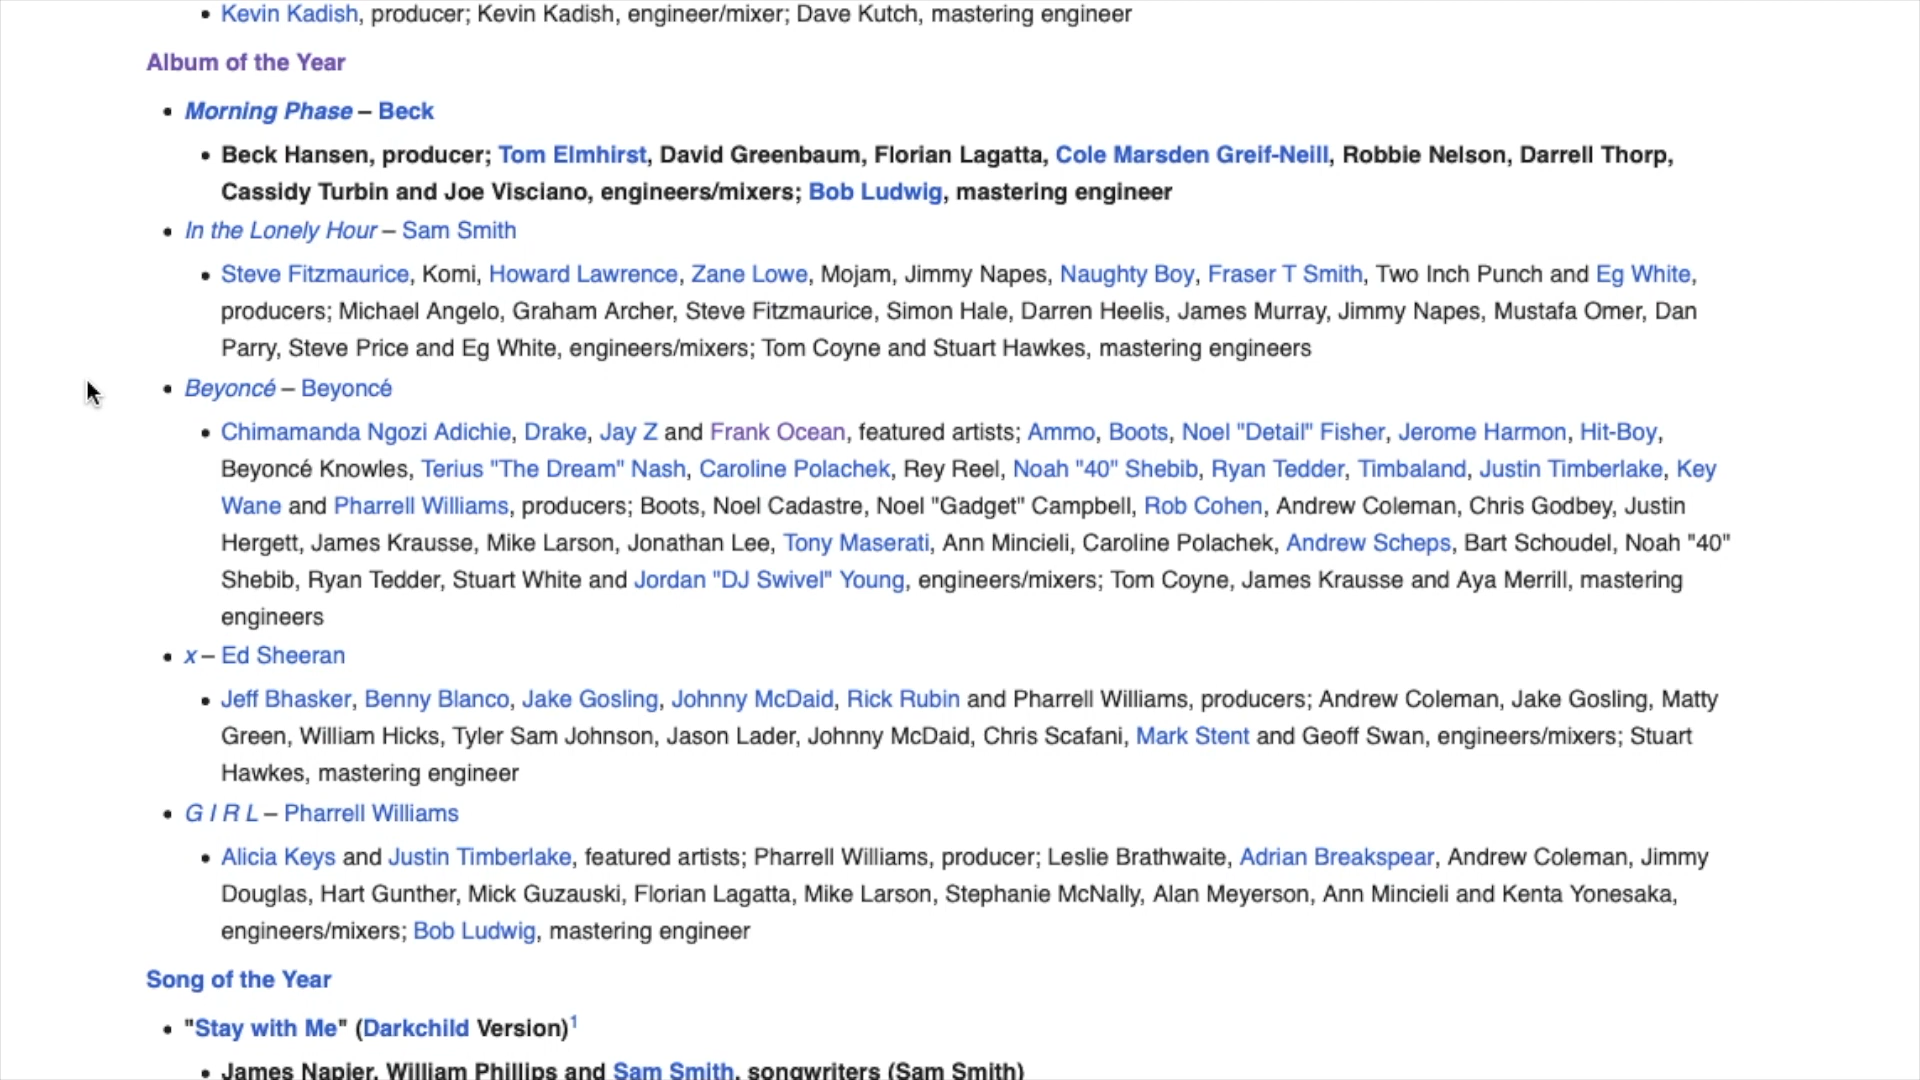 Kevin Kadish, producer; Kevin Kadish, engineer/mixer; Dave Kutch, mastering engineer
Album of the Year
Morning Phase – Beck
Beck Hansen, producer; Tom Elmhirst, David Greenbaum, Florian Lagatta, Cole Marsden Greif-Neill, Robbie Nelson, Darrell Thorp,
Cassidy Turbin and Joe Visciano, engineers/mixers; Bob Ludwig, mastering engineer
In the Lonely Hour – Sam Smith
Steve Fitzmaurice, Komi, Howard Lawrence, Zane Lowe, Mojam, Jimmy Napes, Naughty Boy, Fraser T Smith, Two Inch Punch and Eg White,
producers; Michael Angelo, Graham Archer, Steve Fitzmaurice, Simon Hale, Darren Heelis, James Murray, Jimmy Napes, Mustafa Omer, Dan
Parry, Steve Price and Eg White, engineers/mixers; Tom Coyne and Stuart Hawkes, mastering engineers
Beyoncé – Beyoncé
Chimamanda Ngozi Adichie, Drake, Jay Z and Frank Ocean, featured artists; Ammo, Boots, Noel "Detail" Fisher, Jerome Harmon, Hit-Boy,
Beyoncé Knowles, Terius "The Dream" Nash, Caroline Polachek, Rey Reel, Noah "40" Shebib, Ryan Tedder, Timbaland, Justin Timberlake, Key
Wane and Pharrell Williams, producers; Boots, Noel Cadastre, Noel "Gadget" Campbell, Rob Cohen, Andrew Coleman, Chris Godbey, Justin
Hergett, James Krausse, Mike Larson, Jonathan Lee, Tony Maserati, Ann Mincieli, Caroline Polachek, Andrew Scheps, Bart Schoudel, Noah "40"
Shebib, Ryan Tedder, Stuart White and Jordan "DJ Swivel" Young, engineers/mixers; Tom Coyne, James Krausse and Aya Merrill, mastering
engineers
x – Ed Sheeran
Jeff Bhasker, Benny Blanco, Jake Gosling, Johnny McDaid, Rick Rubin and Pharrell Williams, producers; Andrew Coleman, Jake Gosling, Matty
Green, William Hicks, Tyler Sam Johnson, Jason Lader, Johnny McDaid, Chris Scafani, Mark Stent and Geoff Swan, engineers/mixers; Stuart
Hawkes, mastering engineer
G I R L – Pharrell Williams
Alicia Keys and Justin Timberlake, featured artists; Pharrell Williams, producer; Leslie Brathwaite, Adrian Breakspear, Andrew Coleman, Jimmy
Douglas, Hart Gunther, Mick Guzauski, Florian Lagatta, Mike Larson, Stephanie McNally, Alan Meyerson, Ann Mincieli and Kenta Yonesaka,
engineers/mixers; Bob Ludwig, mastering engineer
Song of the Year
"Stay with Me" (Darkchild Version)1
James Napier, William Phillips and Sam Smith, songwriters (Sam Smith)